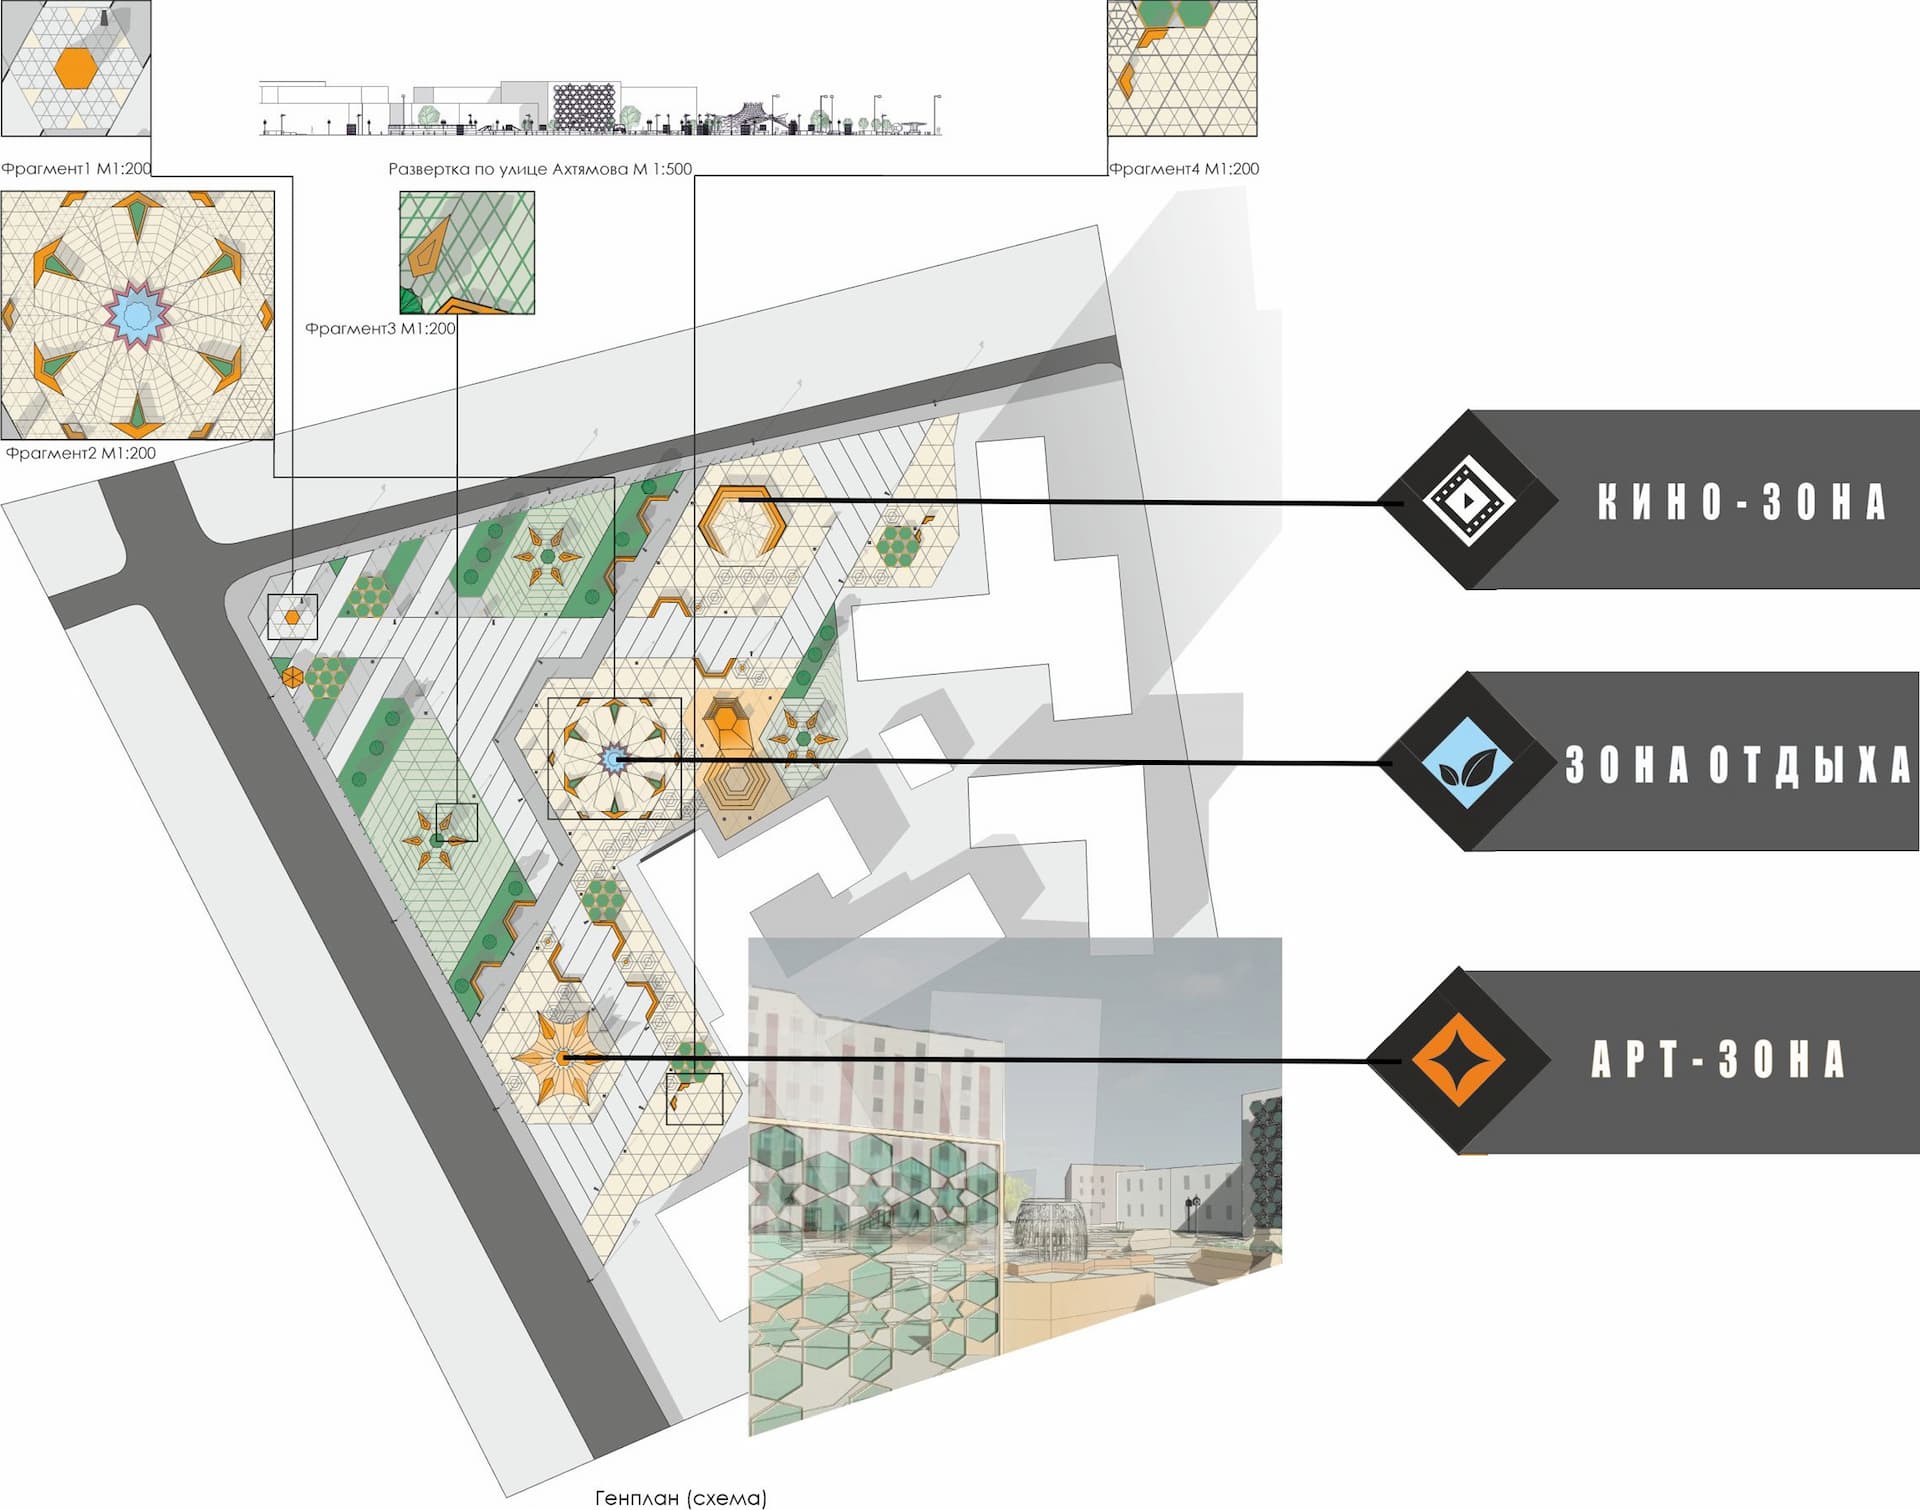 Фрагмент1 М1:200
Развертка по улице Ахтямова М 1:500
Фрагмент4 М1:200
Фрагмент3 М1:200
Фрагмент2 М1:200
КИНО-ЗОНА
ЗОНА ОТДЫХА
АРТ-ЗОНА
Генплан (схема)